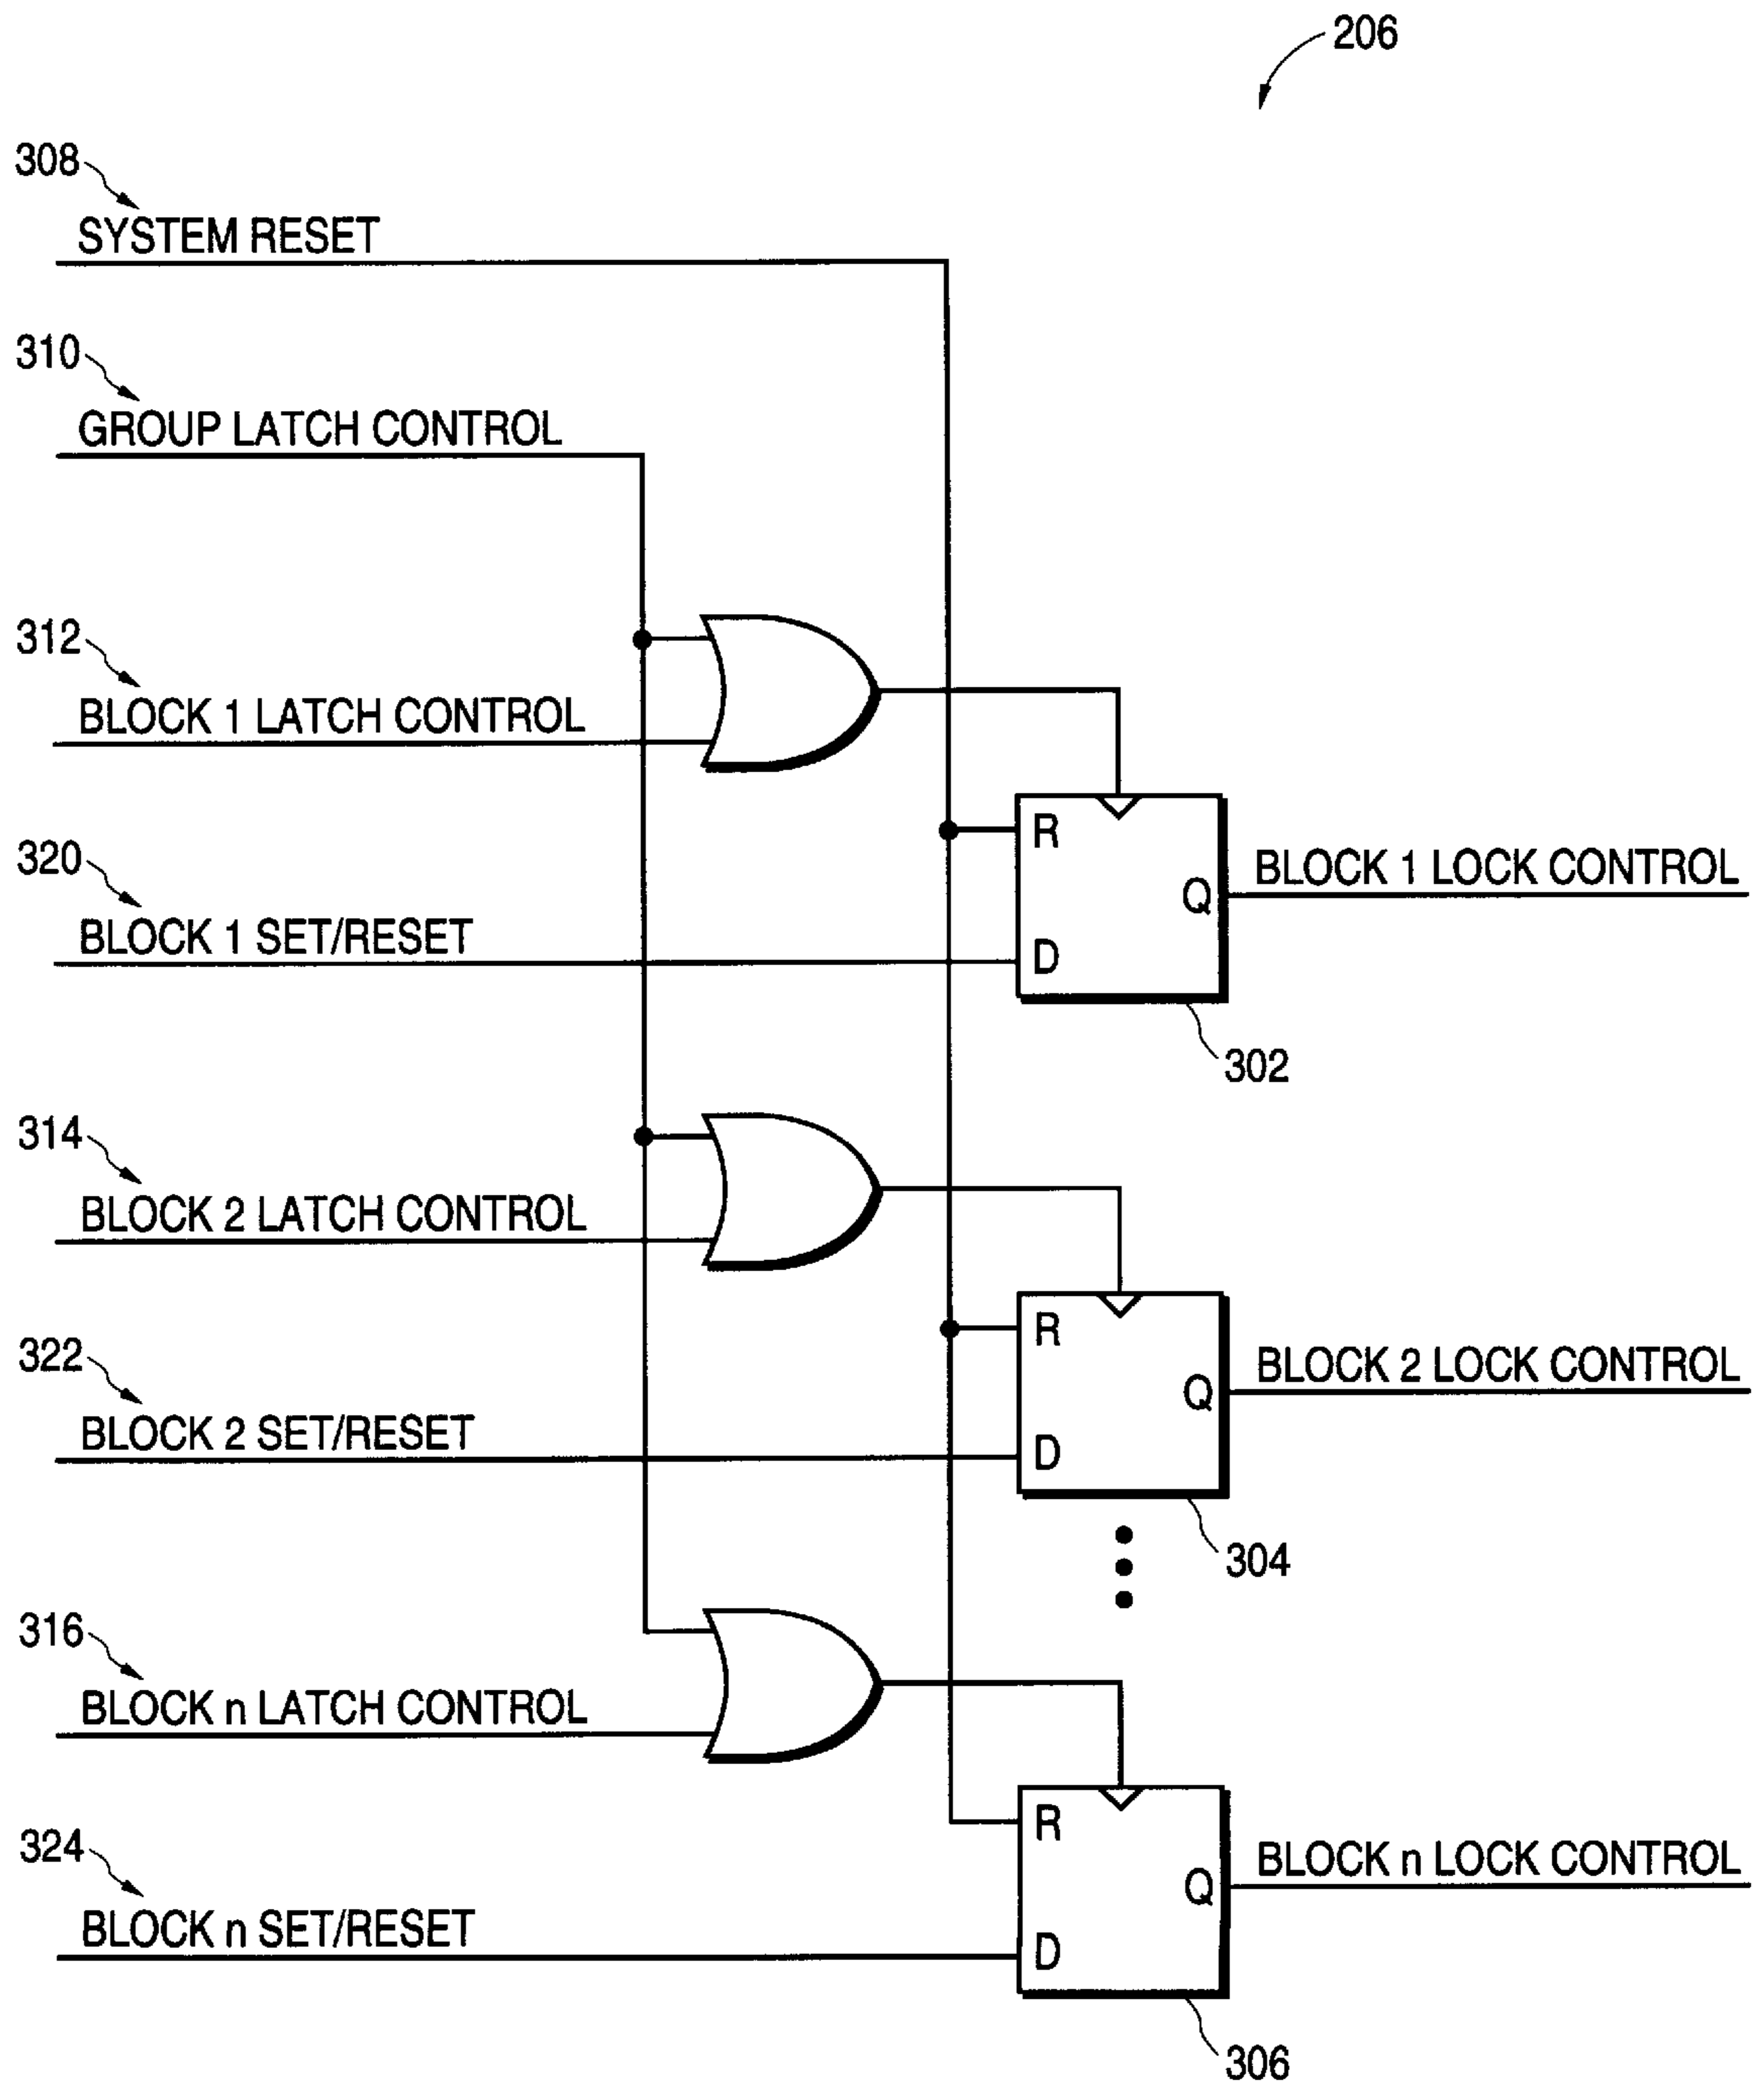 206
308
SYSTEM RESET
310
GROUP LATCH CONTROL
312
BLOCK 1 LATCH CONTROL
320
BLOCK 1 SET/RESET
R
Q
D
BLOCK 1 LOCK CONTROL
302
314
BLOCK 2 LATCH CONTROL
322
BLOCK 2 SET/RESET
R
Q
D
BLOCK 2 LOCK CONTROL
304
316
BLOCK n LATCH CONTROL
324
BLOCK n SET/RESET
R
Q
D
BLOCK n LOCK CONTROL
306